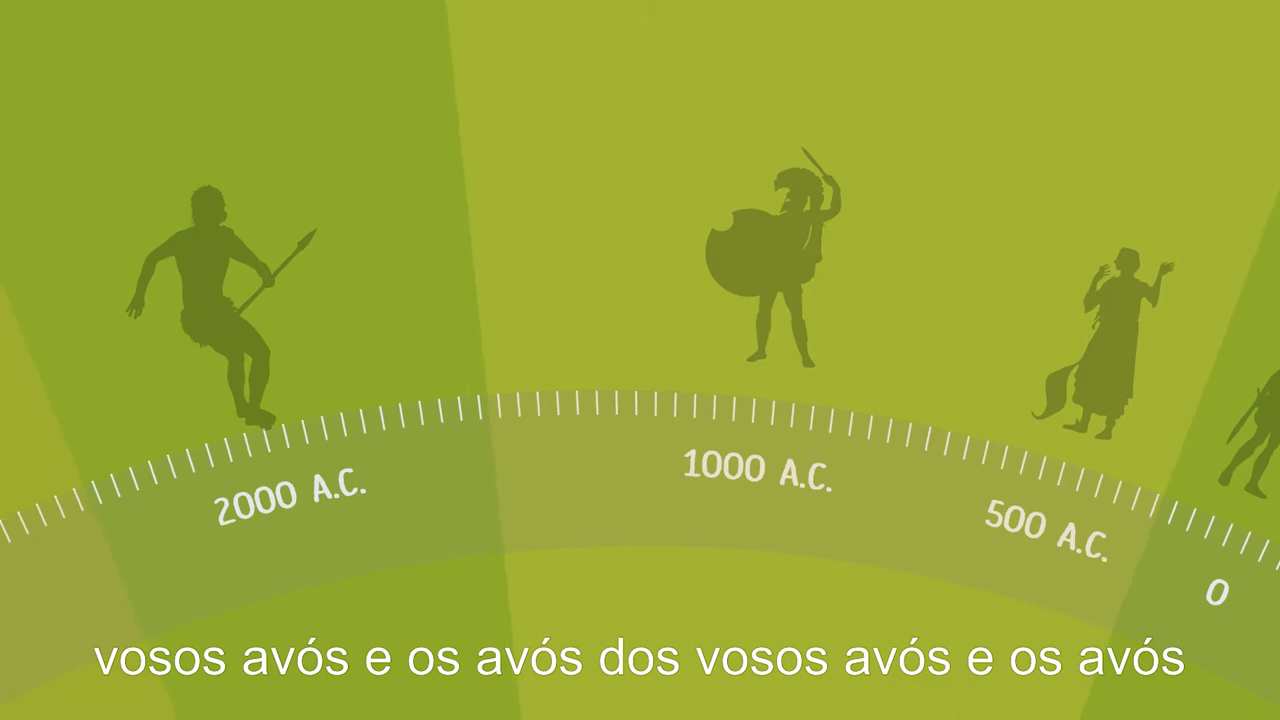 2000 A.C.
1000 A.C.
500 A.C.
0
vosos avós e os avós dos vosos avós e os avós